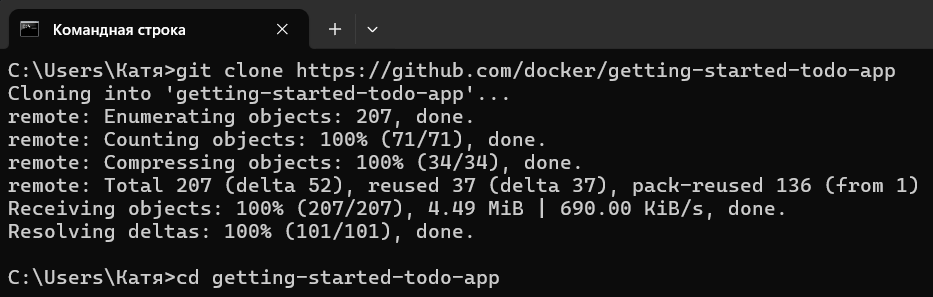 Командная строка
C:\Users\Катя>git clone https://github.com/docker/getting-started-todo-app
Cloning into 'getting-started-todo-app'...
remote: Enumerating objects: 207, done.
remote: Counting objects: 100% (71/71), done.
remote: Compressing objects: 100% (34/34), done.
remote: Total 207 (delta 52), reused 37 (delta 37), pack-reused 136 (from 1)
Receiving objects: 100% (207/207), 4.49 MiB | 690.00 KiB/s, done.
Resolving deltas: 100% (101/101), done.
C:\Users\Катя>cd getting-started-todo-app